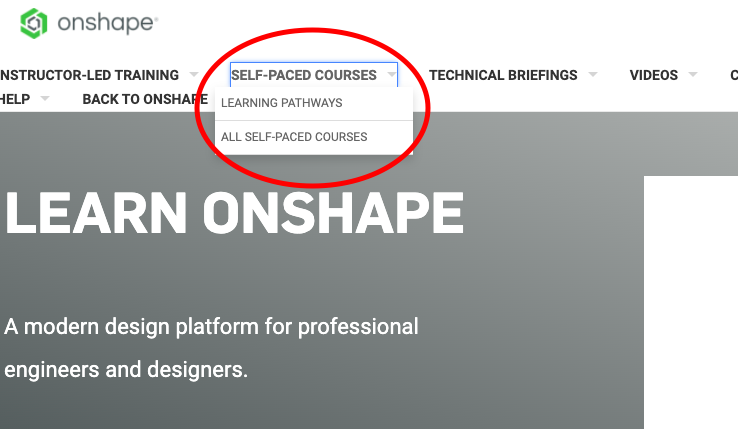 onshape
NSTRUCTOR-LED TRAINING SELF-PACED COURSES TECHNICAL BRIEFINGS VIDEOS C
HELP BACK TO ONSHAPE
LEARNING PATHWAYS
ALL SELF-PACED COURSES
LEARN ONSHAPE
A modern design platform for professional
engineers and designers.